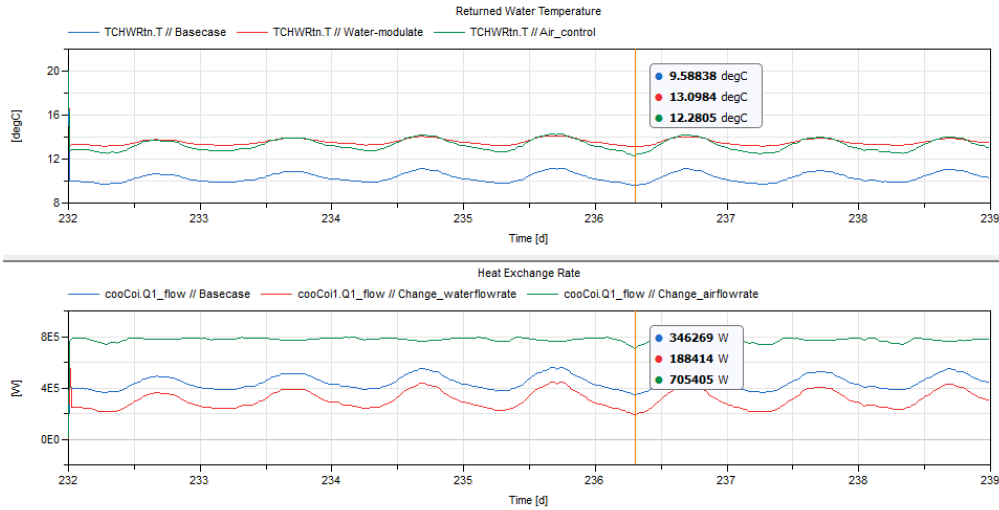 Returned Water Temperature
TCHWRtn.T // Basecase TCHWRtn.T // Water-modulate TCHWRtn.T // Air_control
20
16
12
8
[degC]
9.58838 degC
13.0984 degC
12.2805 degC
232 233 234 235 236 237 238 239
Time [d]
Heat Exchange Rate
cooCoi.Q1_flow // Basecase cooCoi1.Q1_flow // Change_waterflowrate cooCoi.Q1_flow // Change_airflowrate
8E5
4E5
0E0
[W]
346269 W
188414 W
705405 W
232 233 234 235 236 237 238 239
Time [d]